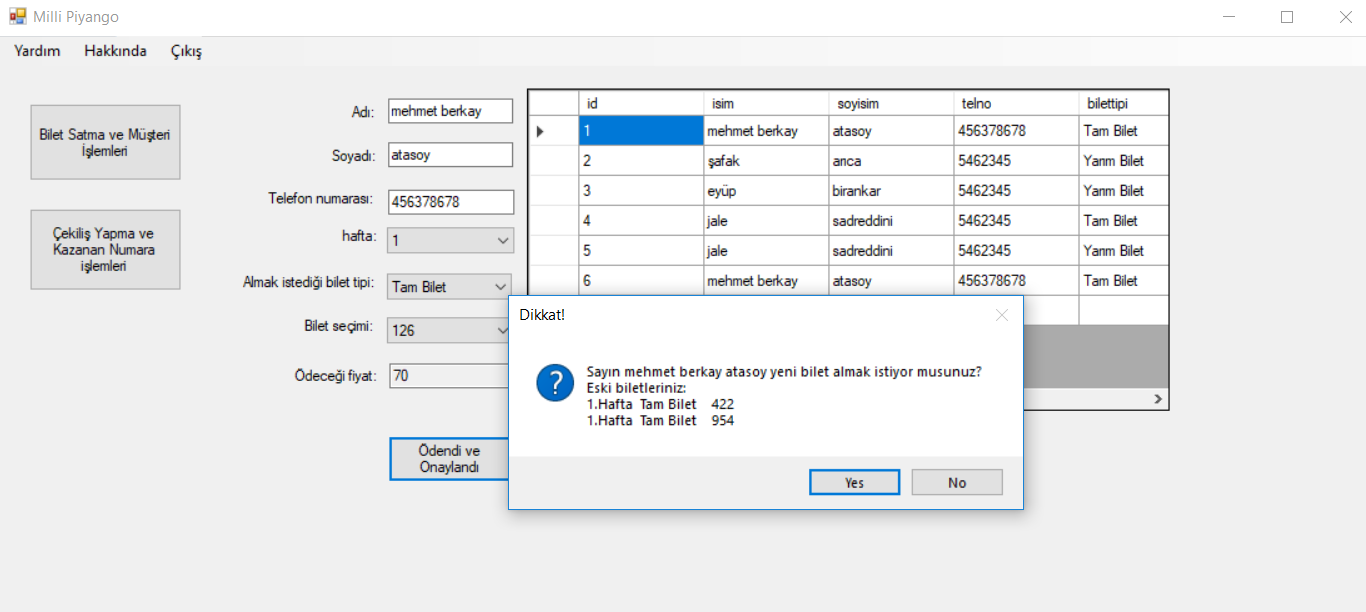 Milli Piyango
Yardım Hakkında Çıkış
Bilet Satma ve Müşteri
İşlemleri
Çekiliş Yapma ve
Kazanan Numara
işlemleri
Adı: mehmet berkay
Soyadı: atasoy
Telefon numarası: 456378678
hafta: 1
Almak istediği bilet tipi: Tam Bilet
Bilet seçimi: 126
Ödeceği fiyat: 70
Ödendi ve
Onaylandı
id isim soyisim telno bilettipi
1 mehmet berkay atasoy 456378678 Tam Bilet
2 şafak arıca 5462345 Yarım Bilet
3 eyüp birankar 5462345 Yarım Bilet
4 jale sadreddini 5462345 Tam Bilet
5 jale sadreddini 5462345 Yarım Bilet
6 mehmet berkay atasoy 456378678 Tam Bilet
Dikkat!
Sayın mehmet berkay atasoy yeni bilet almak istiyor musunuz?
Eski biletleriniz:
1.Hafta Tam Bilet 422
1.Hafta Tam Bilet 954
Yes No